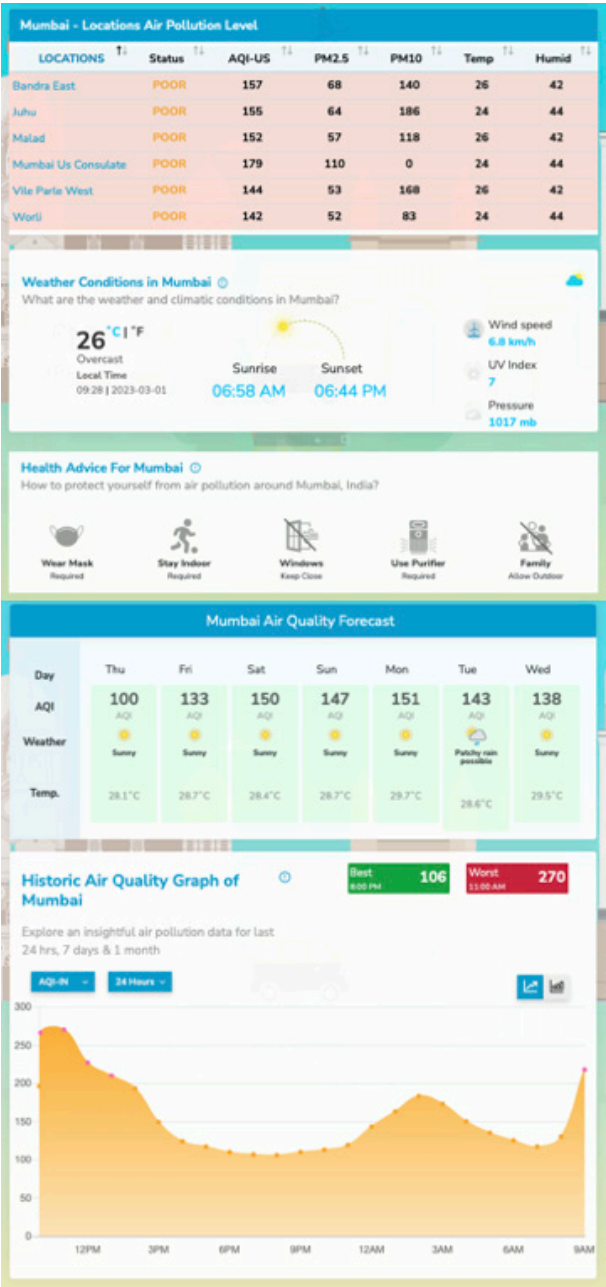 Mumbai - Locations Air Pollution Level
LOCATIONS Status AQI-US PM2.5 PM10 Temp Humid
Bandra East POOR 157 68 140 26 42
Juhu POOR 155 64 186 24 44
Malad POOR 152 57 118 26 42
Mumbai Us Consulate POOR 179 110 0 24 44
Vile Parle West POOR 144 53 168 26 42
Worli POOR 142 52 83 24 44
Weather Conditions in Mumbai
What are the weather and climatic conditions in Mumbai?
26 °C | °F
Overcast
Local Time
09:28 | 2023-03-01
Sunrise Sunset
06:58 AM 06:44 PM
Wind speed
6.8 km/h
UV Index
7
Pressure
1017 mb
Health Advice For Mumbai
How to protect yourself from air pollution around Mumbai, India?
Wear Mask Stay Indoor Windows Use Purifier Family
Required Required Keep Close Required Allow Outdoor
Mumbai Air Quality Forecast
Day Thu Fri Sat Sun Mon Tue Wed
AQI 100 133 150 147 151 143 138
AQI AQI AQI AQI AQI AQI AQI
Weather Sunny Sunny Sunny Sunny Sunny Patchy rain possible Sunny
Temp. 28.1°C 28.7°C 28.4°C 28.7°C 29.7°C 28.6°C 29.5°C
Historic Air Quality Graph of
Mumbai
Best 106 Worst 270
8:00 PM 11:00 AM
Explore an insightful air pollution data for last
24 hrs, 7 days & 1 month
AQI-IN 24 Hours
300
250
200
150
100
50
0
12PM 3PM 6PM 9PM 12AM 3AM 6AM 9AM